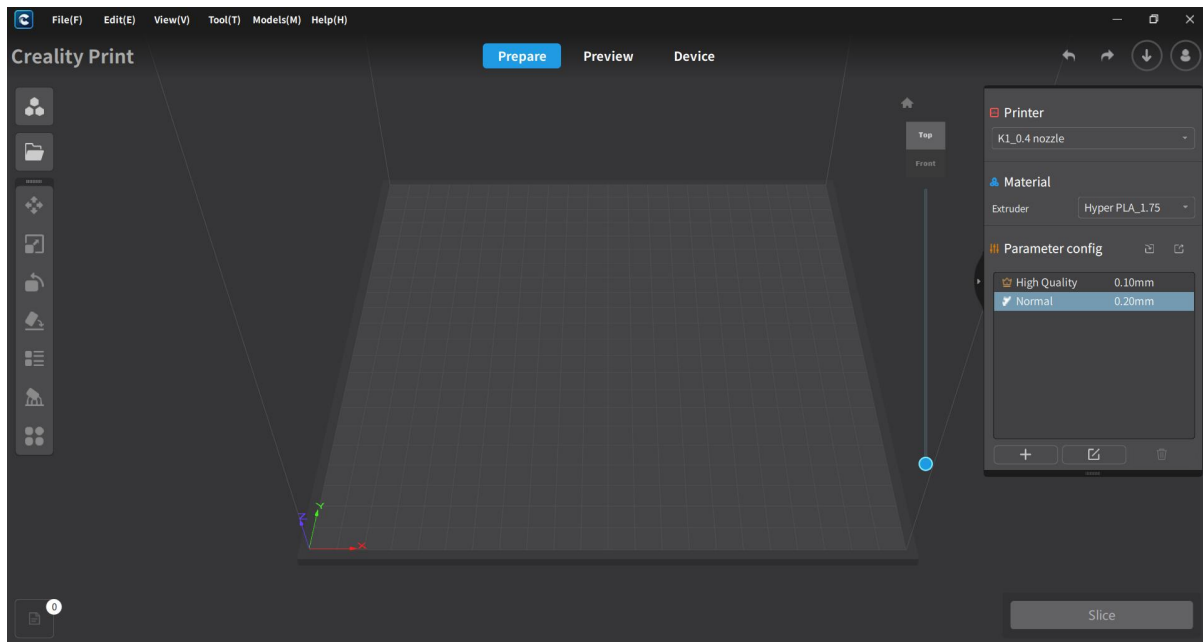 File(F) Edit(E) View(V) Tool(T) Models(M) Help(H)
Creality Print
Prepare Preview Device
Top
Front
Printer
K1_0.4 nozzle
Material
Extruder Hyper PLA_1.75
Parameter config
High Quality 0.10mm
Normal 0.20mm
Z Y X
0
Slice